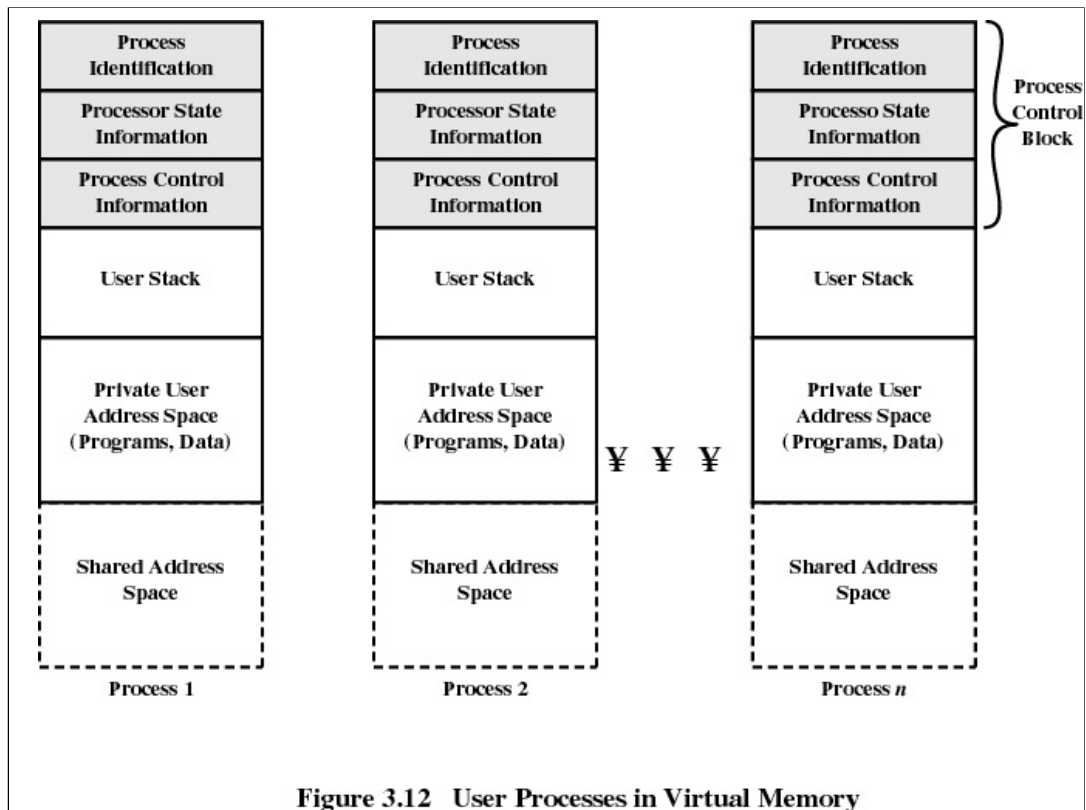 Process
Identification
Processor State
Information
Process Control
Information
User Stack
Private User
Address Space
(Programs, Data)
Shared Address
Space
Process 1
Process
Identification
Processor State
Information
Process Control
Information
User Stack
Private User
Address Space
(Programs, Data)
Shared Address
Space
Process 2
¥ ¥ ¥
Process
Identification
Processo State
Information
Process Control
Information
User Stack
Private User
Address Space
(Programs, Data)
Shared Address
Space
Process n
Process
Control
Block
Figure 3.12 User Processes in Virtual Memory